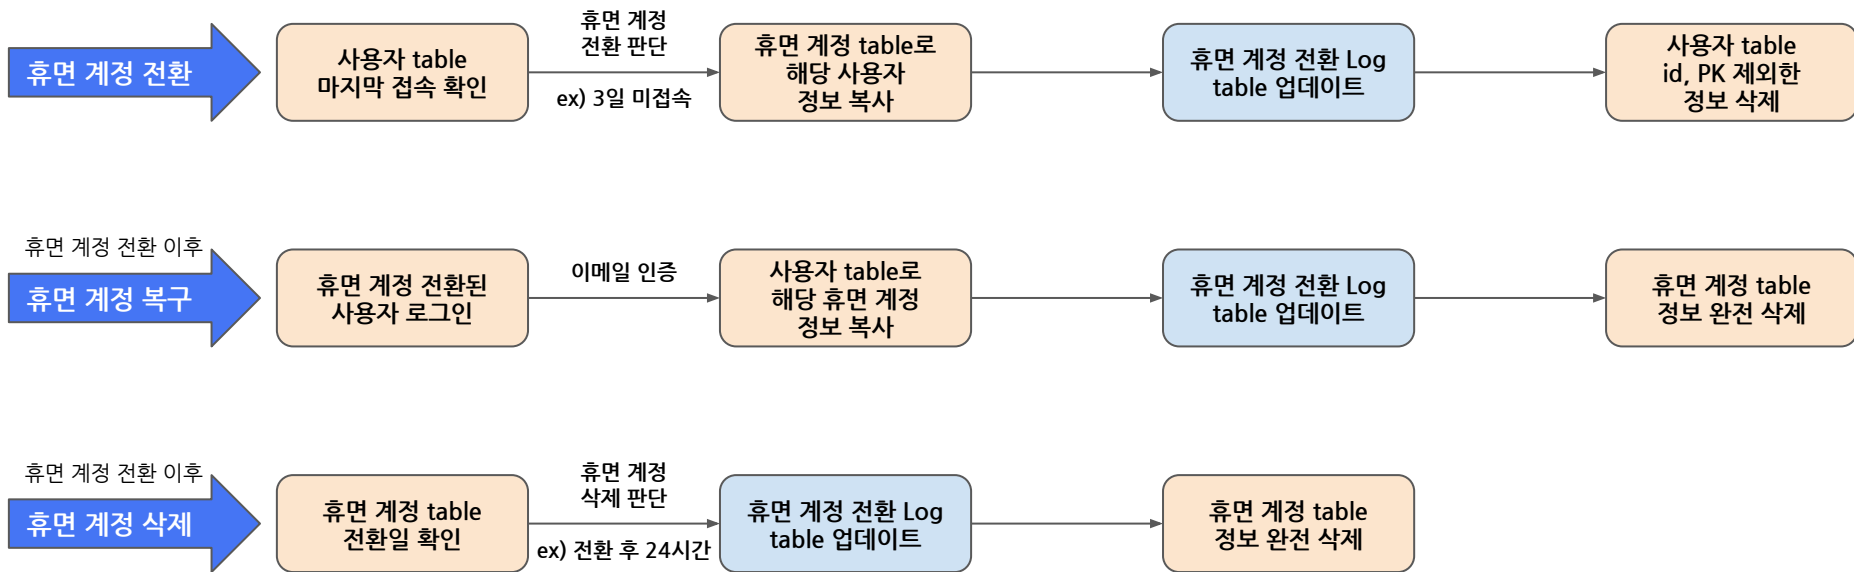 휴면 계정 전환
사용자 table
마지막 접속 확인
휴면 계정
전환 판단
ex) 3일 미접속
휴면 계정 table로
해당 사용자
정보 복사
휴면 계정 전환 Log
table 업데이트
사용자 table
id, PK 제외한
정보 삭제
휴면 계정 전환 이후
휴면 계정 복구
휴면 계정 전환된
사용자 로그인
이메일 인증
사용자 table로
해당 휴면 계정
정보 복사
휴면 계정 전환 Log
table 업데이트
휴면 계정 table
정보 완전 삭제
휴면 계정 전환 이후
휴면 계정 삭제
휴면 계정 table
전환일 확인
휴면 계정
삭제 판단
ex) 전환 후 24시간
휴면 계정 전환 Log
table 업데이트
휴면 계정 table
정보 완전 삭제